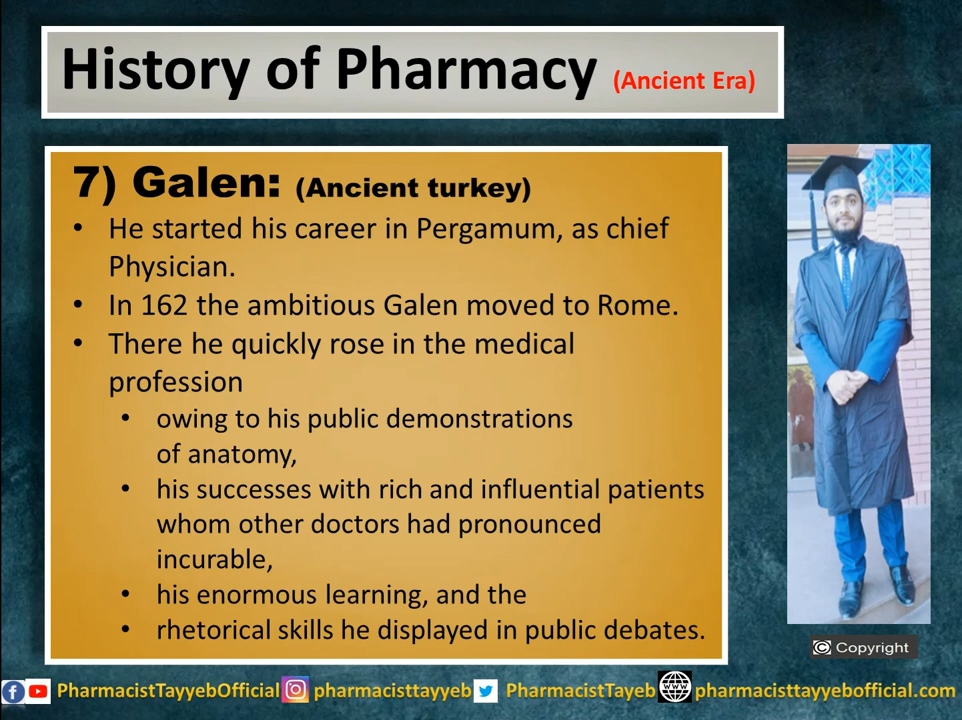 History of Pharmacy (Ancient Era)
7) Galen: (Ancient turkey)
• He started his career in Pergamum, as chief
Physician.
• In 162 the ambitious Galen moved to Rome.
• There he quickly rose in the medical
profession
• owing to his public demonstrations
of anatomy,
• his successes with rich and influential patients
whom other doctors had pronounced
incurable,
• his enormous learning, and the
• rhetorical skills he displayed in public debates.
© Copyright
PharmacistTayyebOfficial pharmacisttayyeb PharmacistTayeb pharmacisttayyebofficial.com